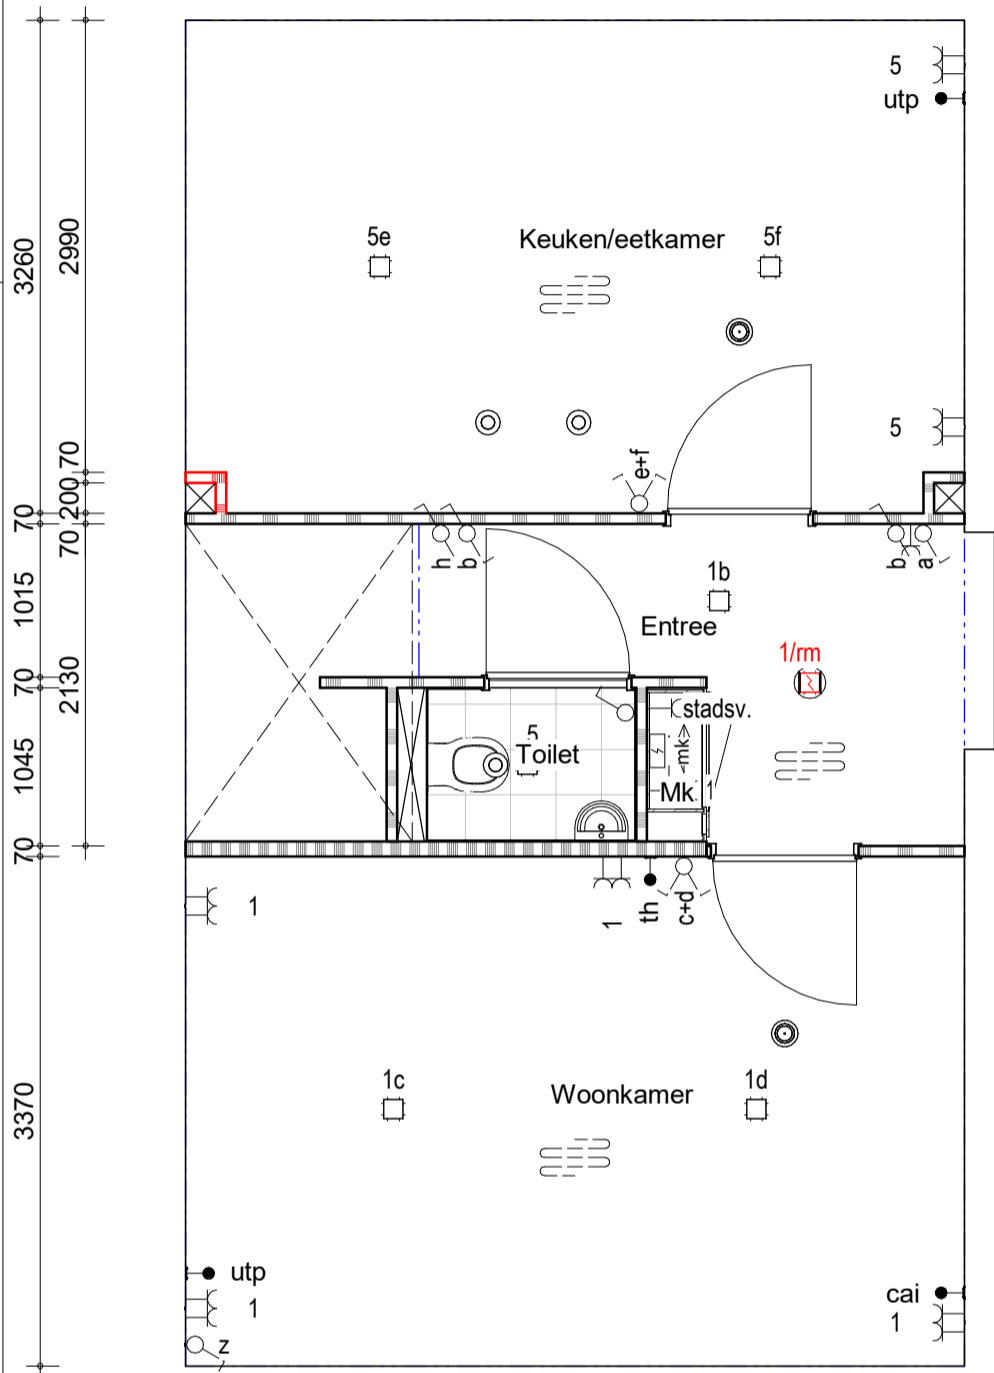 5
utp
5e
Keuken/eetkamer
5f
3260
2990
5
e+f
70
200
70
70
h
b
b
a
1b
1015
Entree
1/rm
70
2130
stadsv.
5
Toilet
mk
1045
Mk.
1
70
1
1
th
c+d
3370
1c
Woonkamer
1d
utp
1
cai
1
z